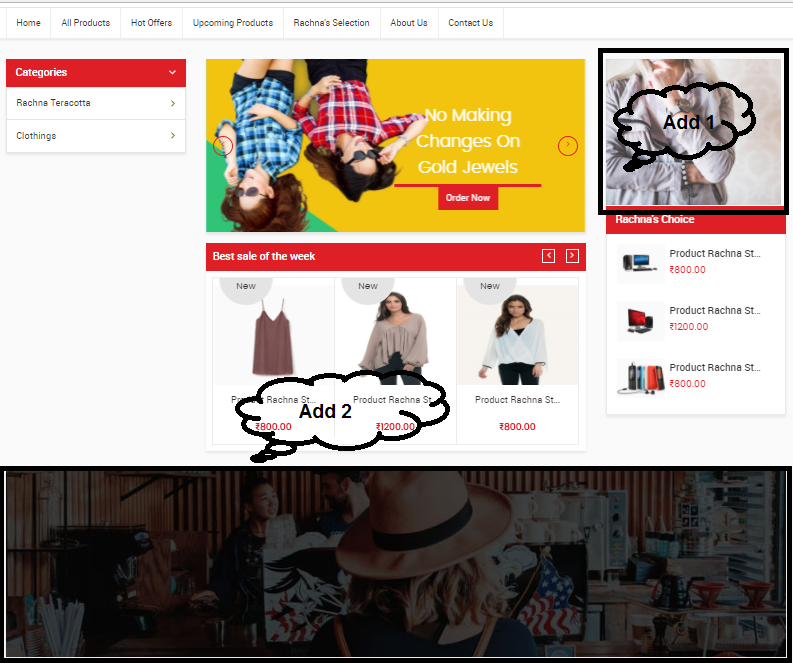 Home All Products Hot Offers Upcoming Products Rachna's Selection About Us Contact Us
Categories
Rachna Teracotta
Clothings
No Making
Changes On
Gold Jewels
Order Now
Add 1
Rachna's Choice
Product Rachna St...
₹800.00
Product Rachna St...
₹1200.00
Product Rachna St...
₹800.00
Best sale of the week
New New New
Product Rachna St... Product Rachna St... Product Rachna St...
Add 2
₹800.00 ₹1200.00 ₹800.00